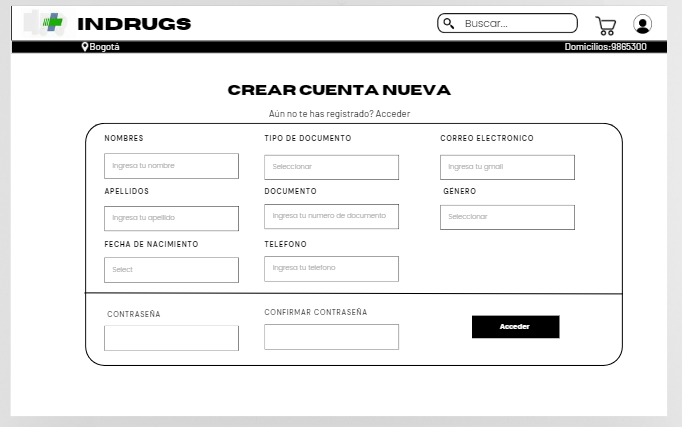 INDRUGS
Buscar...
Bogotá Domicilios:9865300
CREAR CUENTA NUEVA
Aún no te has registrado? Acceder
NOMBRES TIPO DE DOCUMENTO CORREO ELECTRONICO
Ingresa tu nombre Seleccionar Ingresa tu gmail
APELLIDOS DOCUMENTO GENERO
Ingresa tu apellido Ingresa tu numero de documento Seleccionar
FECHA DE NACIMIENTO TELEFONO
Select Ingresa tu telefono
CONTRASEÑA CONFIRMAR CONTRASEÑA
Acceder